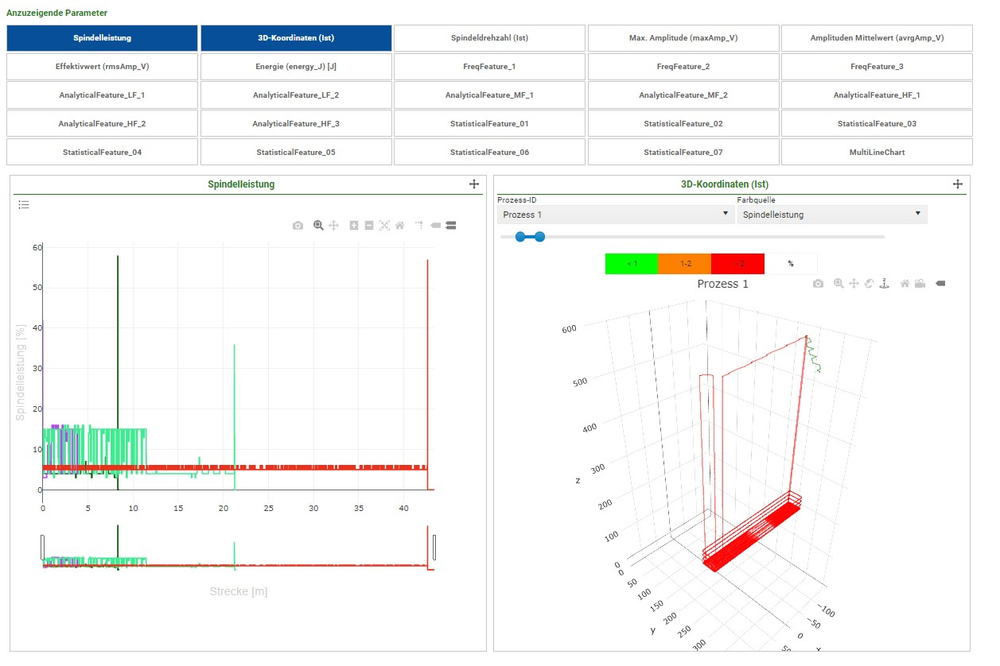 Anzuzeigende Parameter
Spindelleistung
3D-Koordinaten (Ist)
Spindeldrehzahl (Ist)
Max. Amplitude (maxAmp_V)
Amplituden Mittelwert (avrgAmp_V)
Effektivwert (rmsAmp_V)
Energie (energy_J) [J]
FreqFeature_1
FreqFeature_2
FreqFeature_3
AnalyticalFeature_LF_1
AnalyticalFeature_LF_2
AnalyticalFeature_MF_1
AnalyticalFeature_MF_2
AnalyticalFeature_HF_1
AnalyticalFeature_HF_2
AnalyticalFeature_HF_3
StatisticalFeature_01
StatisticalFeature_02
StatisticalFeature_03
StatisticalFeature_04
StatisticalFeature_05
StatisticalFeature_06
StatisticalFeature_07
MultiLineChart
Spindelleistung
60
50
40
30
20
10
0
Spindelleistung [%]
0 5 10 15 20 25 30 35 40
Strecke [m]
3D-Koordinaten (Ist)
Prozess-ID
Farbquelle
Prozess 1
Spindelleistung
< 1
1-2
> 2
%
Prozess 1
z
600
500
400
300
200
100
0
z
0
50
100
150
200
250
300
y
−100
−50
0